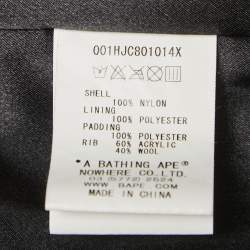 001HJC801014X
SHELL
100% NYLON
LINING
100% POLYESTER
PADDING
100% POLYESTER
RIB 60% ACRYLIC
40% WOOL
"A BATHING APE"
NOWHERE CO.LTD.
03 (5772) 2524
WWW.BAPE.COM
MADE IN CHINA